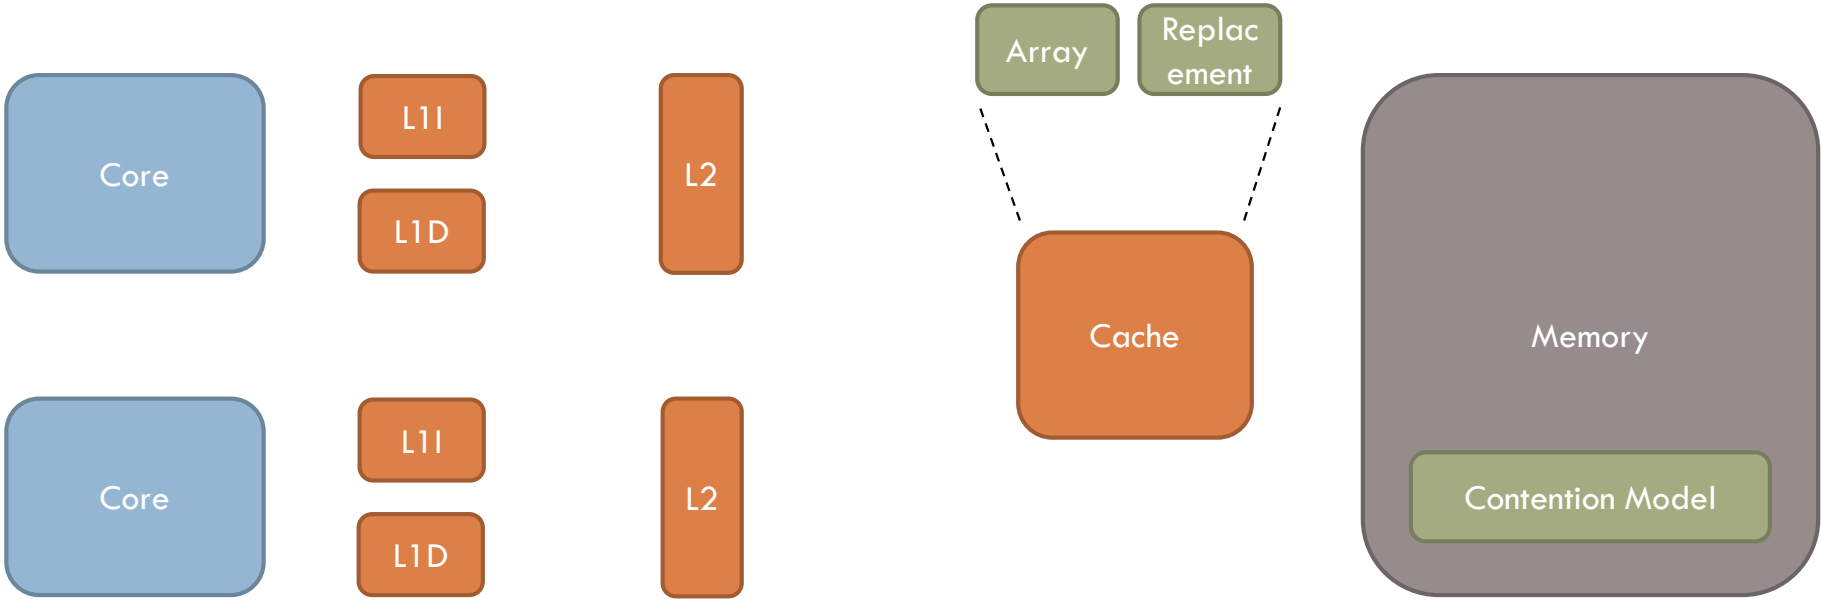 Core
L1I
L1D
L2
Array
Replac
ement
Cache
Memory
Contention Model
Core
L1I
L1D
L2